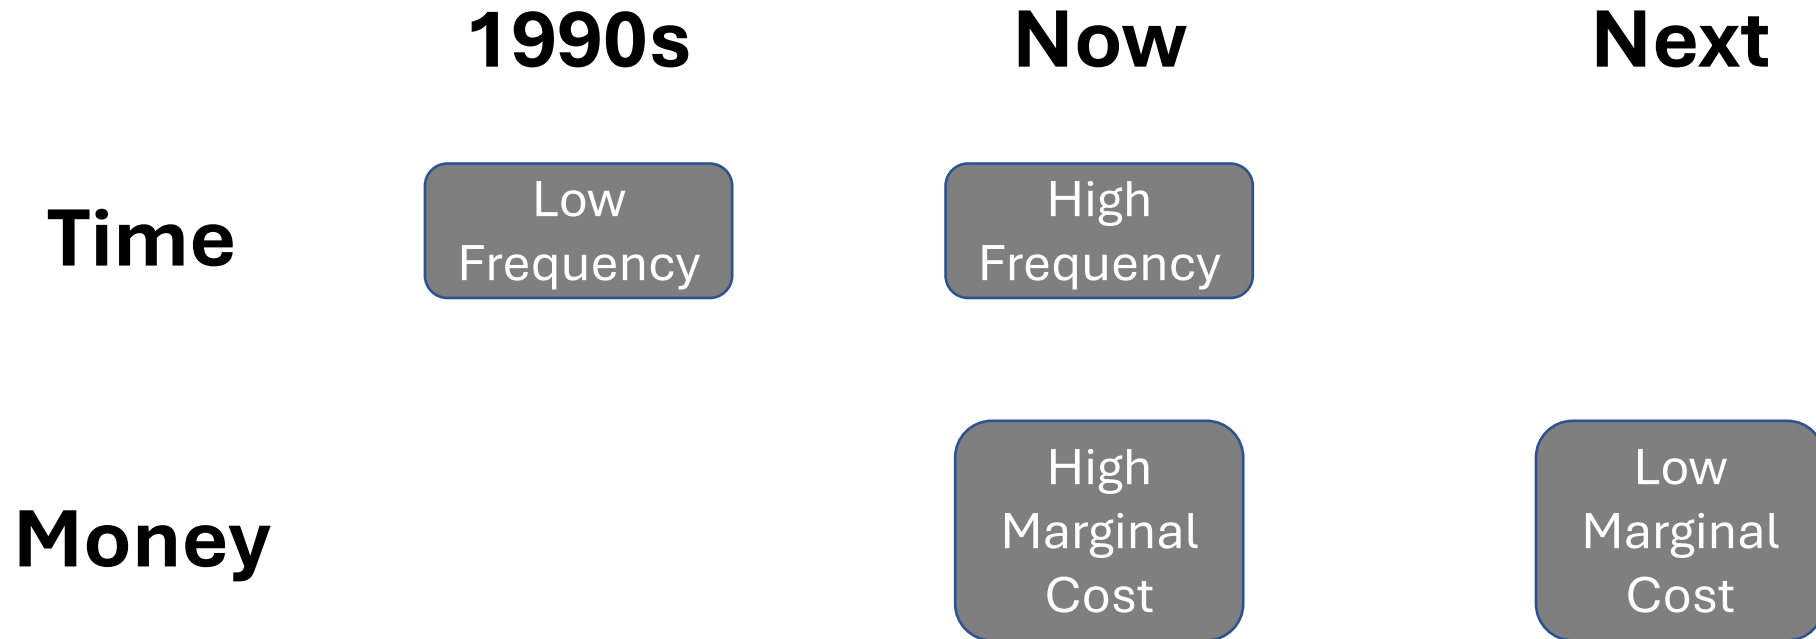 1990s Now Next
Time
Low
Frequency
High
Frequency
Money
High
Marginal
Cost
Low
Marginal
Cost